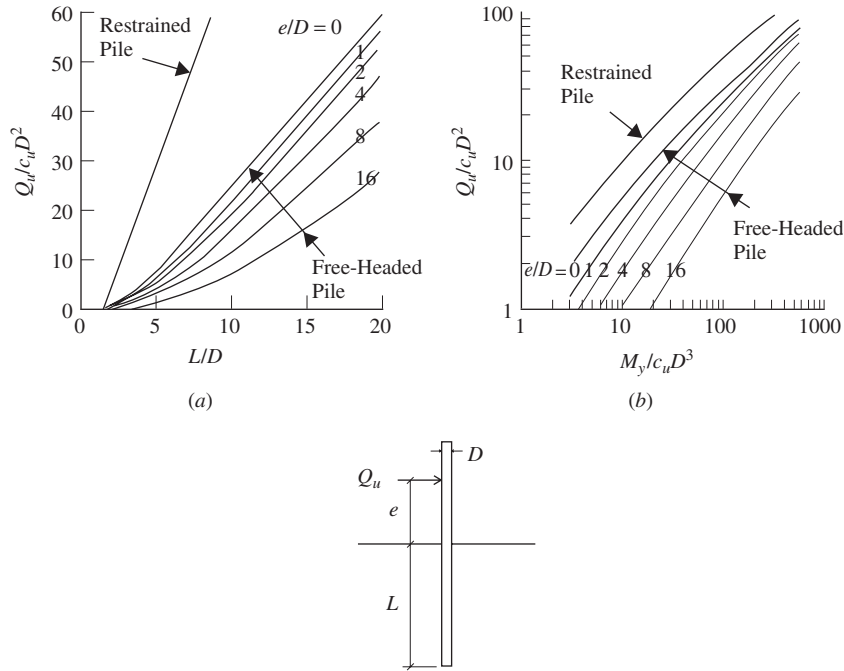 60
50
40
30
20
10
0
Q_u/c_uD^2
Restrained
Pile
e/D = 0
1
2
4
8
16
Free-Headed
Pile
0
5
10
15
20
L/D
(a)
100
10
1
Q_u/c_uD^2
Restrained
Pile
Free-Headed
Pile
e/D = 0 1 2 4 8 16
1
10
100
1000
M_y/c_uD^3
(b)
D
Q_u
e
L